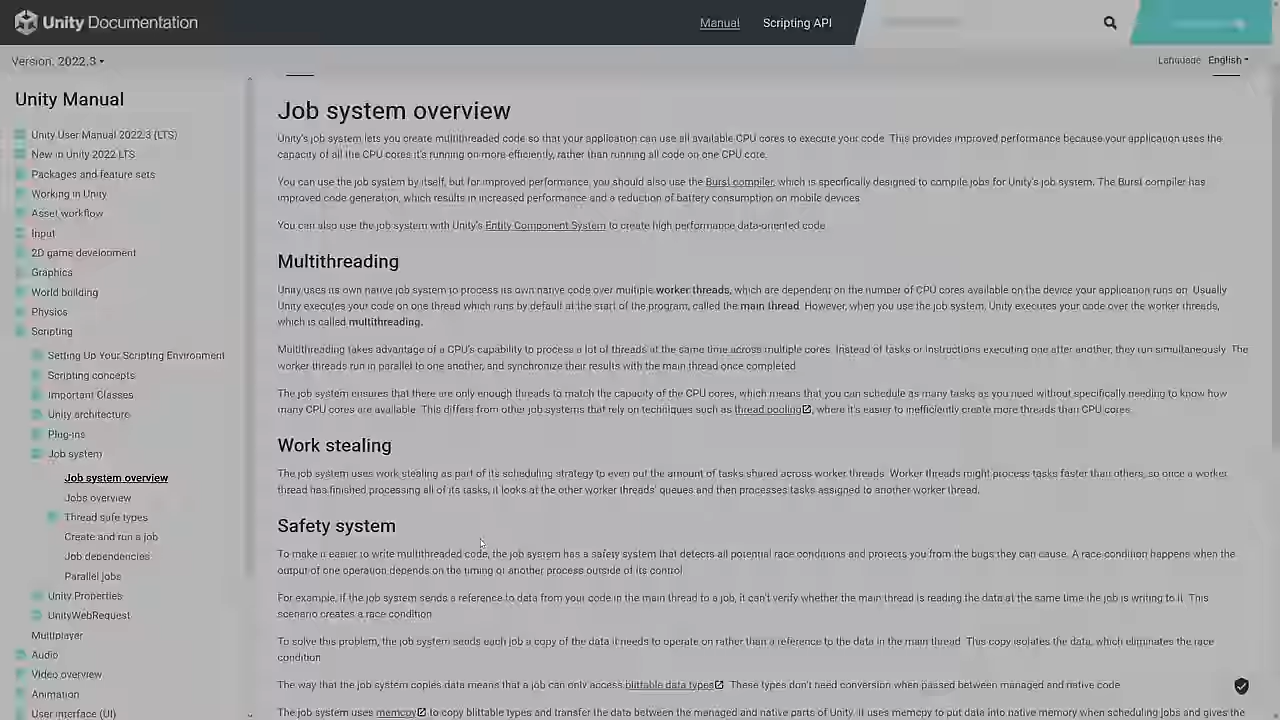 Unity Documentation
Manual
Scripting API
Version: 2022.3
Language English
Unity Manual
Unity User Manual 2022.3 (LTS)
New in Unity 2022 LTS
Packages and feature sets
Working in Unity
Asset workflow
Input
2D game development
Graphics
World building
Physics
Scripting
Setting Up Your Scripting Environment
Scripting concepts
Important Classes
Unity architecture
Plug-ins
Job system
Job system overview
Jobs overview
Thread safe types
Create and run a job
Job dependencies
Parallel jobs
Unity Properties
UnityWebRequest
Multiplayer
Audio
Video overview
Animation
User interface (UI)
Job system overview
Unity's job system lets you create multithreaded code so that your application can use all available CPU cores to execute your code. This provides improved performance because your application uses the
capacity of all the CPU cores it's running on more efficiently, rather than running all code on one CPU core.
You can use the job system by itself, but for improved performance, you should also use the Burst compiler, which is specifically designed to compile jobs for Unity's job system. The Burst compiler has
improved code generation, which results in increased performance and a reduction of battery consumption on mobile devices.
You can also use the job system with Unity's Entity Component System to create high performance data-oriented code.
Multithreading
Unity uses its own native job system to process its own native code over multiple worker threads, which are dependent on the number of CPU cores available on the device your application runs on. Usually
Unity executes your code on one thread which runs by default at the start of the program, called the main thread. However, when you use the job system, Unity executes your code over the worker threads,
which is called multithreading.
Multithreading takes advantage of a CPU's capability to process a lot of threads at the same time across multiple cores. Instead of tasks or instructions executing one after another, they run simultaneously. The
worker threads run in parallel to one another, and synchronize their results with the main thread once completed.
The job system ensures that there are only enough threads to match the capacity of the CPU cores, which means that you can schedule as many tasks as you need without specifically needing to know how
many CPU cores are available. This differs from other job systems that rely on techniques such as thread pooling, where it's easier to inefficiently create more threads than CPU cores.
Work stealing
The job system uses work stealing as part of its scheduling strategy to even out the amount of tasks shared across worker threads. Worker threads might process tasks faster than others, so once a worker
thread has finished processing all of its tasks, it looks at the other worker threads' queues and then processes tasks assigned to another worker thread.
Safety system
To make it easier to write multithreaded code, the job system has a safety system that detects all potential race conditions and protects you from the bugs they can cause. A race condition happens when the
output of one operation depends on the timing of another process outside of its control.
For example, if the job system sends a reference to data from your code in the main thread to a job, it can't verify whether the main thread is reading the data at the same time the job is writing to it. This
scenario creates a race condition.
To solve this problem, the job system sends each job a copy of the data it needs to operate on rather than a reference to the data in the main thread. This copy isolates the data, which eliminates the race
condition.
The way that the job system copies data means that a job can only access blittable data types. These types don't need conversion when passed between managed and native code.
The job system uses memcpy to copy blittable types and transfer the data between the managed and native parts of Unity. It uses memcpy to put data into native memory when scheduling jobs and gives the